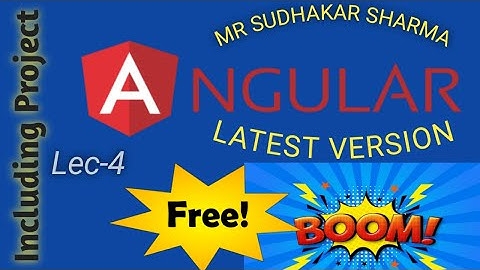 Including Project
MR SUDHAKAR SHARMA
ANGULAR
LATEST VERSION
Lec-4
Free!
BOOM!